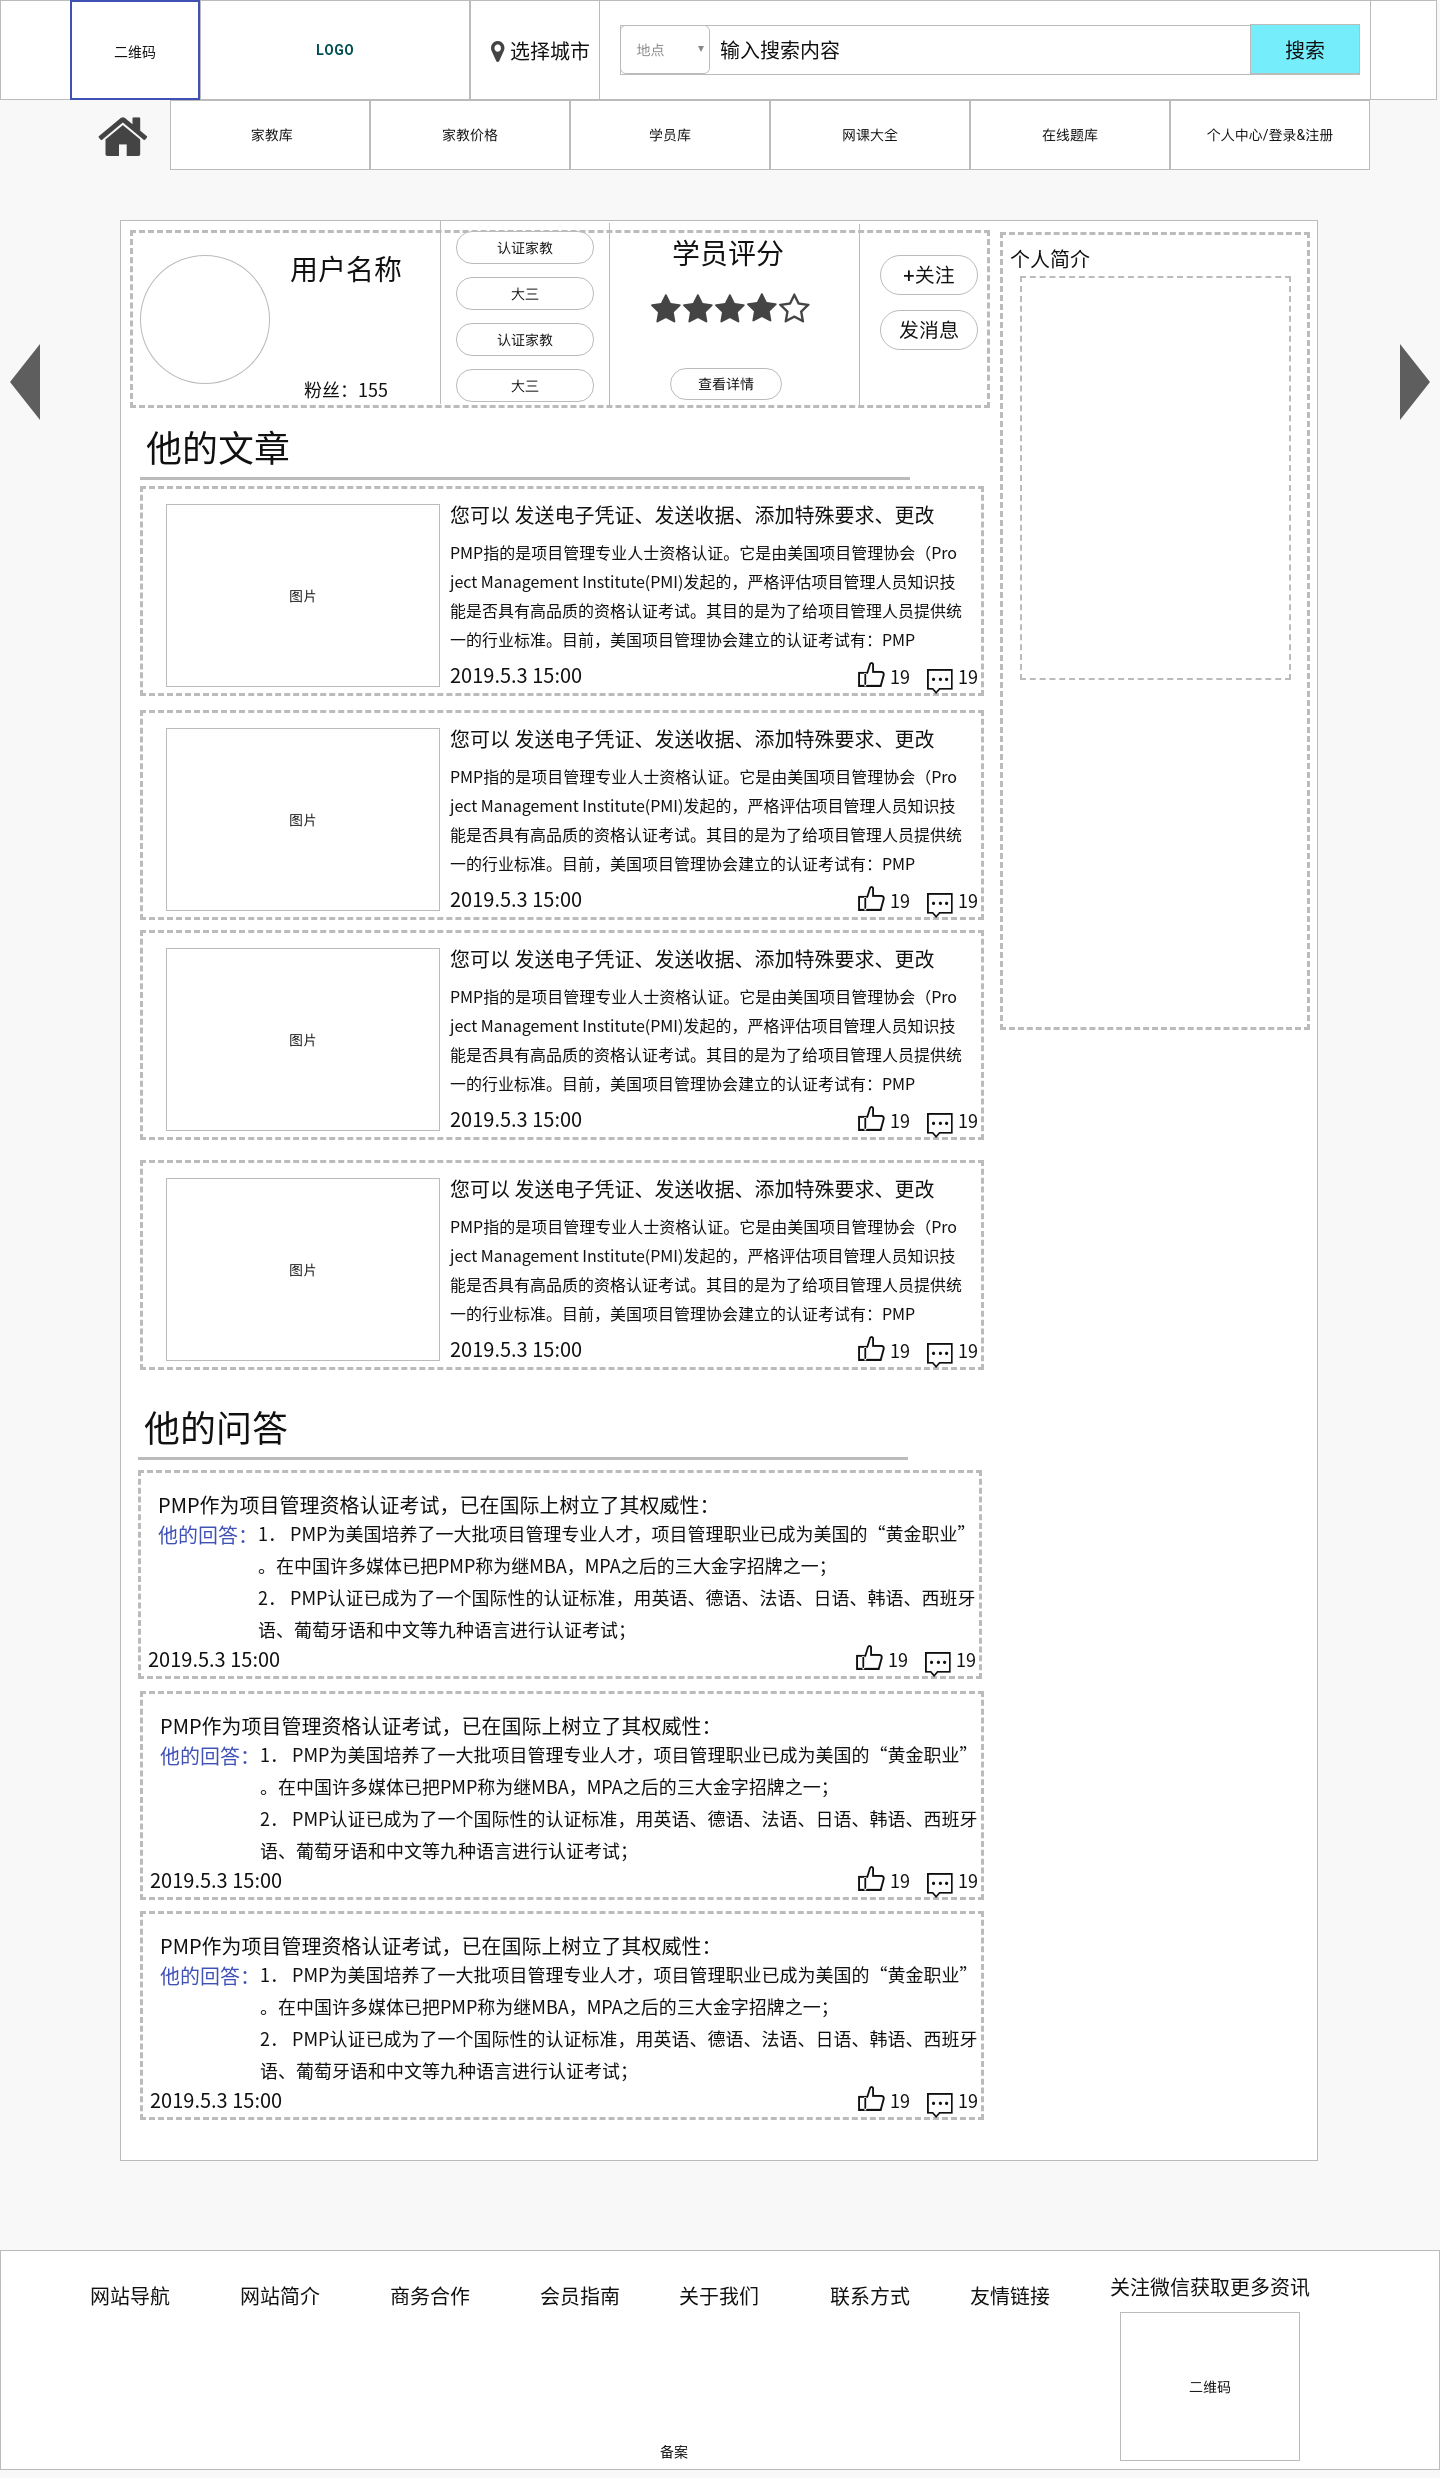 二维码
LOGO
选择城市
地点
输入搜索内容
搜索
家教库
家教价格
学员库
网课大全
在线题库
个人中心/登录&注册
用户名称
粉丝：155
认证家教
大三
认证家教
大三
学员评分
查看详情
+关注
发消息
个人简介
他的文章
图片
您可以 发送电子凭证、发送收据、添加特殊要求、更改
PMP指的是项目管理专业人士资格认证。它是由美国项目管理协会（Pro
ject Management Institute(PMI)发起的，严格评估项目管理人员知识技
能是否具有高品质的资格认证考试。其目的是为了给项目管理人员提供统
一的行业标准。目前，美国项目管理协会建立的认证考试有：PMP
2019.5.3 15:00
19
19
图片
您可以 发送电子凭证、发送收据、添加特殊要求、更改
PMP指的是项目管理专业人士资格认证。它是由美国项目管理协会（Pro
ject Management Institute(PMI)发起的，严格评估项目管理人员知识技
能是否具有高品质的资格认证考试。其目的是为了给项目管理人员提供统
一的行业标准。目前，美国项目管理协会建立的认证考试有：PMP
2019.5.3 15:00
19
19
图片
您可以 发送电子凭证、发送收据、添加特殊要求、更改
PMP指的是项目管理专业人士资格认证。它是由美国项目管理协会（Pro
ject Management Institute(PMI)发起的，严格评估项目管理人员知识技
能是否具有高品质的资格认证考试。其目的是为了给项目管理人员提供统
一的行业标准。目前，美国项目管理协会建立的认证考试有：PMP
2019.5.3 15:00
19
19
图片
您可以 发送电子凭证、发送收据、添加特殊要求、更改
PMP指的是项目管理专业人士资格认证。它是由美国项目管理协会（Pro
ject Management Institute(PMI)发起的，严格评估项目管理人员知识技
能是否具有高品质的资格认证考试。其目的是为了给项目管理人员提供统
一的行业标准。目前，美国项目管理协会建立的认证考试有：PMP
2019.5.3 15:00
19
19
他的问答
PMP作为项目管理资格认证考试，已在国际上树立了其权威性：
他的回答：1． PMP为美国培养了一大批项目管理专业人才，项目管理职业已成为美国的“黄金职业”
。在中国许多媒体已把PMP称为继MBA，MPA之后的三大金字招牌之一；
2． PMP认证已成为了一个国际性的认证标准，用英语、德语、法语、日语、韩语、西班牙
语、葡萄牙语和中文等九种语言进行认证考试；
2019.5.3 15:00
19
19
PMP作为项目管理资格认证考试，已在国际上树立了其权威性：
他的回答：1． PMP为美国培养了一大批项目管理专业人才，项目管理职业已成为美国的“黄金职业”
。在中国许多媒体已把PMP称为继MBA，MPA之后的三大金字招牌之一；
2． PMP认证已成为了一个国际性的认证标准，用英语、德语、法语、日语、韩语、西班牙
语、葡萄牙语和中文等九种语言进行认证考试；
2019.5.3 15:00
19
19
PMP作为项目管理资格认证考试，已在国际上树立了其权威性：
他的回答：1． PMP为美国培养了一大批项目管理专业人才，项目管理职业已成为美国的“黄金职业”
。在中国许多媒体已把PMP称为继MBA，MPA之后的三大金字招牌之一；
2． PMP认证已成为了一个国际性的认证标准，用英语、德语、法语、日语、韩语、西班牙
语、葡萄牙语和中文等九种语言进行认证考试；
2019.5.3 15:00
19
19
网站导航
网站简介
商务合作
会员指南
关于我们
联系方式
友情链接
关注微信获取更多资讯
二维码
备案